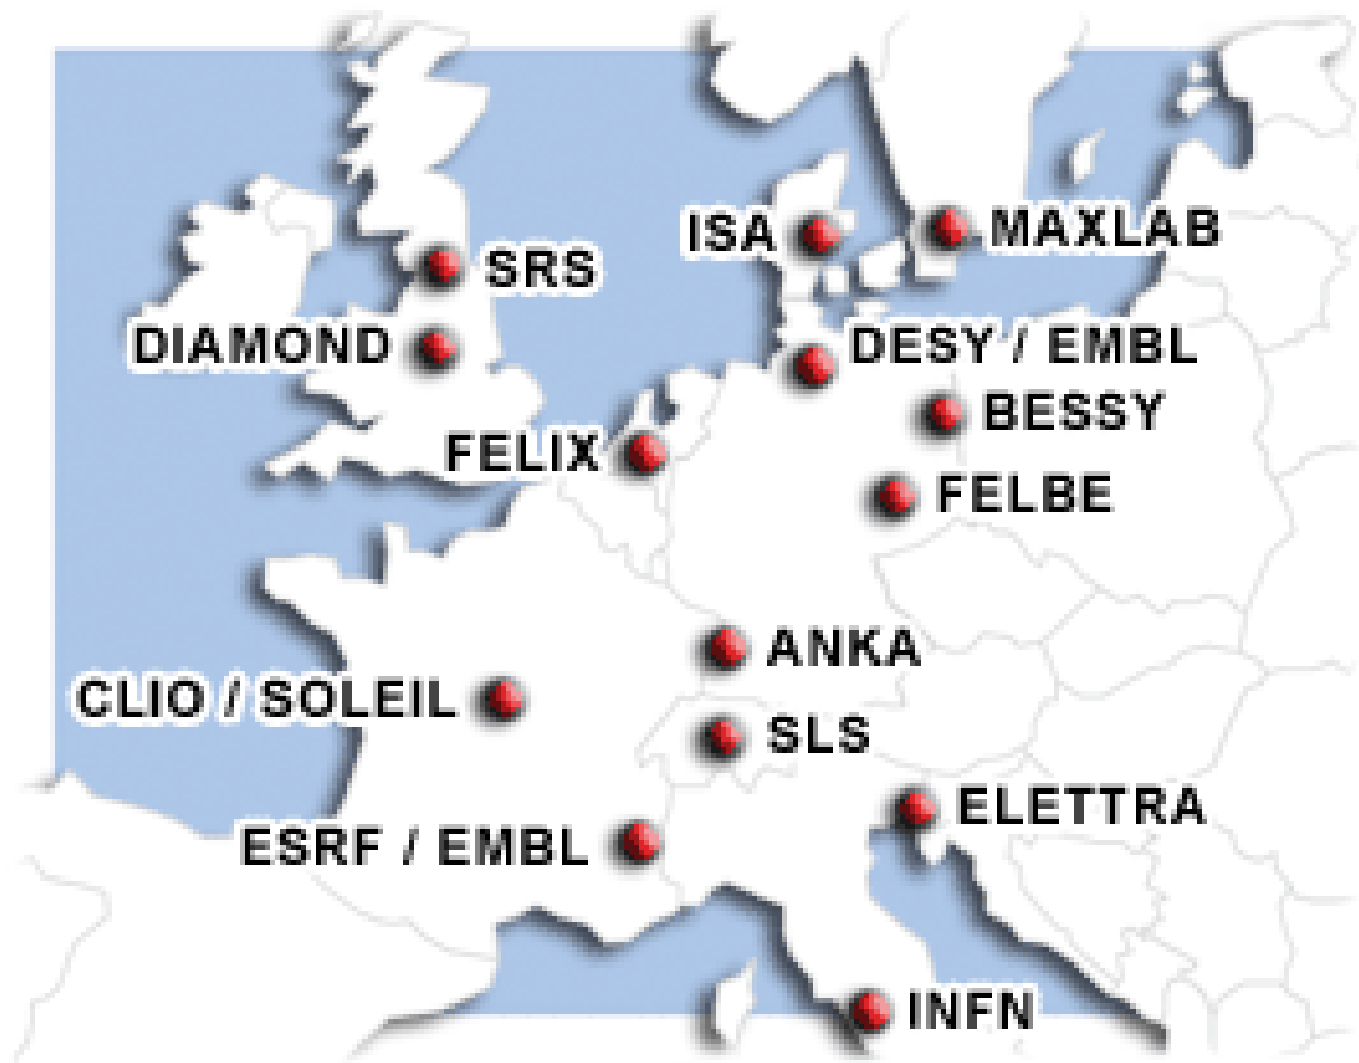 ISA
MAXLAB
SRS
DIAMOND
DESY / EMBL
BESSY
FELIX
FELBE
ANKA
CLIO / SOLEIL
SLS
ELETTRA
ESRF / EMBL
INFN